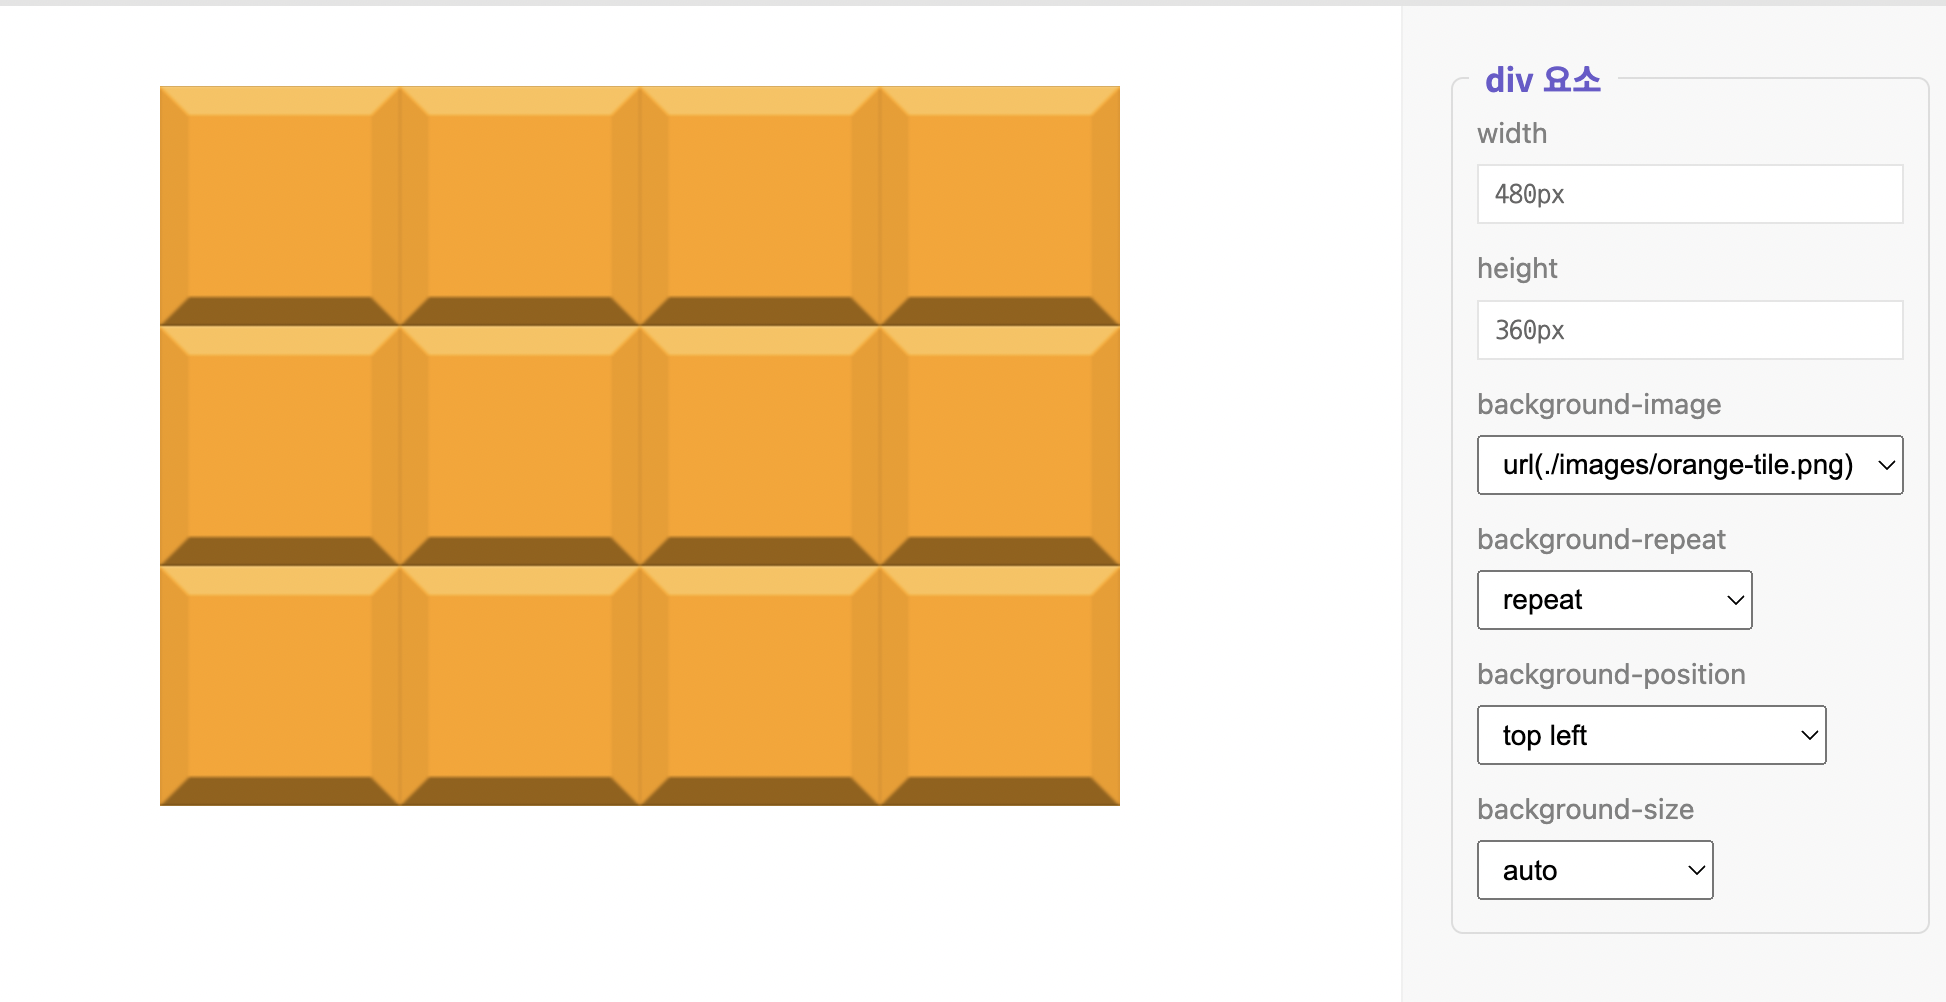 div 요소
width
480px
height
360px
background-image
url(./images/orange-tile.png)
background-repeat
repeat
background-position
top left
background-size
auto